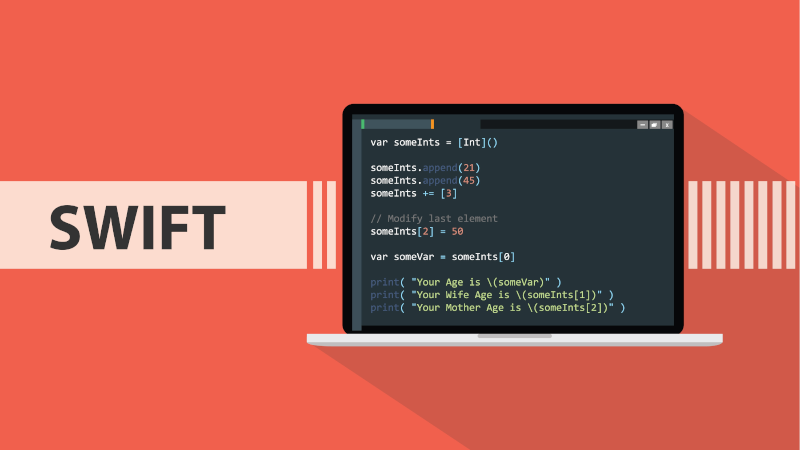 SWIFT
var someInts = [Int]()
someInts.append(21)
someInts.append(45)
someInts += [3]
// Modify last element
someInts[2] = 50
var someVar = someInts[0]
print( "Your Age is \(someVar)" )
print( "Your Wife Age is \(someInts[1])" )
print( "Your Mother Age is \(someInts[2])" )